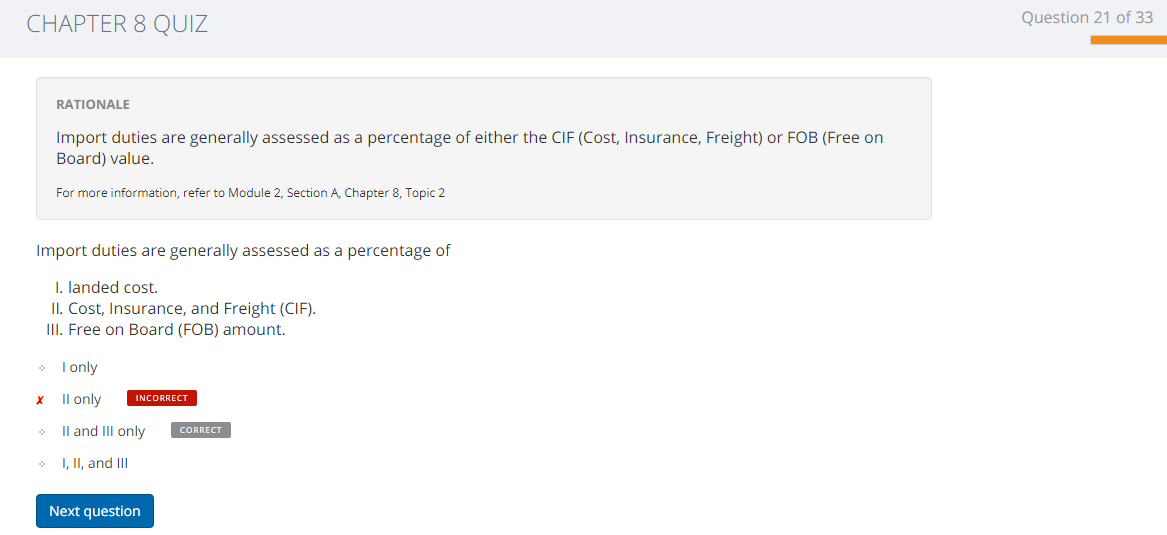 CHAPTER 8 QUIZ
Question 21 of 33
RATIONALE
Import duties are generally assessed as a percentage of either the CIF (Cost, Insurance, Freight) or FOB (Free on
Board) value.
For more information, refer to Module 2, Section A, Chapter 8, Topic 2
Import duties are generally assessed as a percentage of
I. landed cost.
II. Cost, Insurance, and Freight (CIF).
III. Free on Board (FOB) amount.
I only
✗ II only INCORRECT
II and III only CORRECT
I, II, and III
Next question